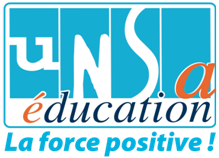 uNSa
éducation
La force positive !